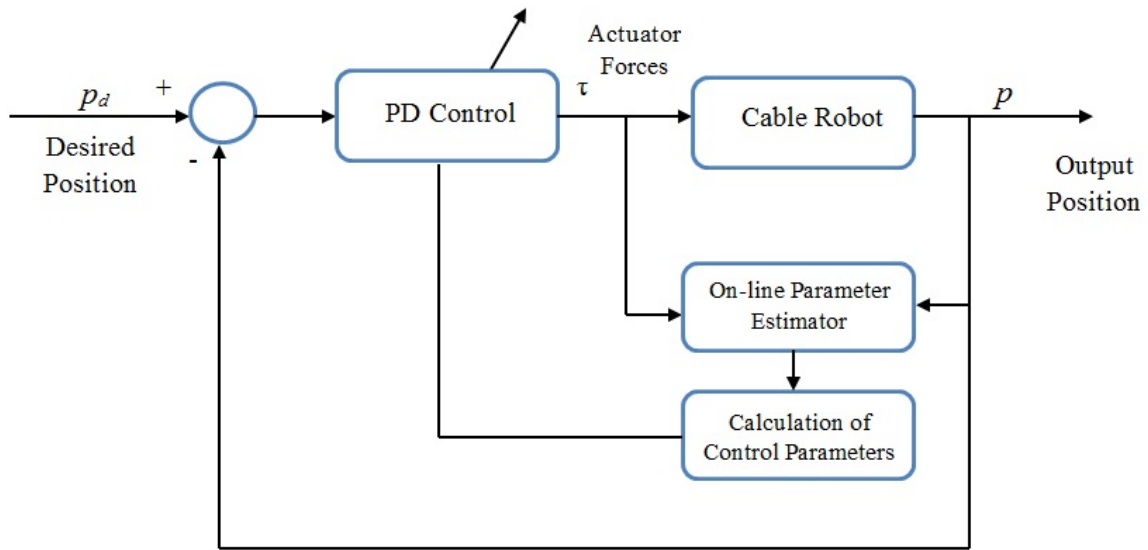 Actuator
Forces
+
p_d
τ
PD Control
Cable Robot
p
Desired
Position
-
Output
Position
On-line Parameter
Estimator
Calculation of
Control Parameters